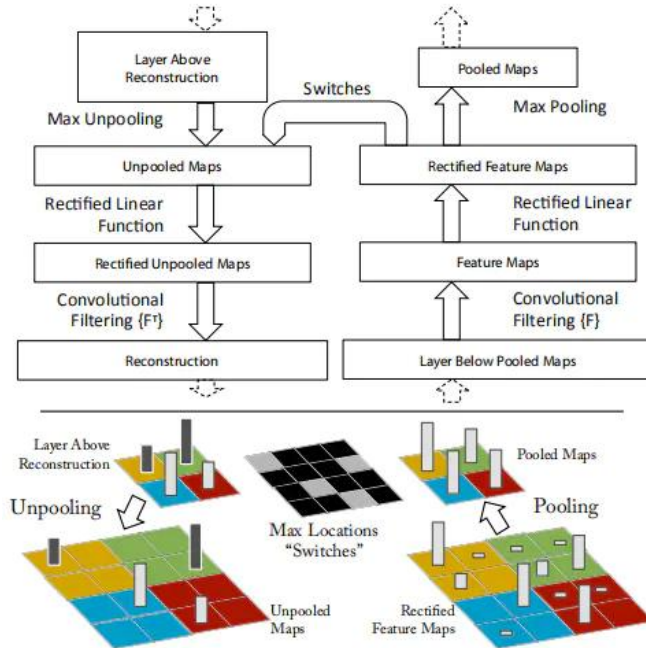 Layer Above
Reconstruction
Pooled Maps
Switches
Max Unpooling
Max Pooling
Unpooled Maps
Rectified Feature Maps
Rectified Linear
Function
Rectified Linear
Function
Rectified Unpooled Maps
Feature Maps
Convolutional
Filtering {Fᵀ}
Convolutional
Filtering {F}
Reconstruction
Layer Below Pooled Maps
Layer Above
Reconstruction
Pooled Maps
Unpooling
Pooling
Max Locations
“Switches”
Unpooled
Maps
Rectified
Feature Maps